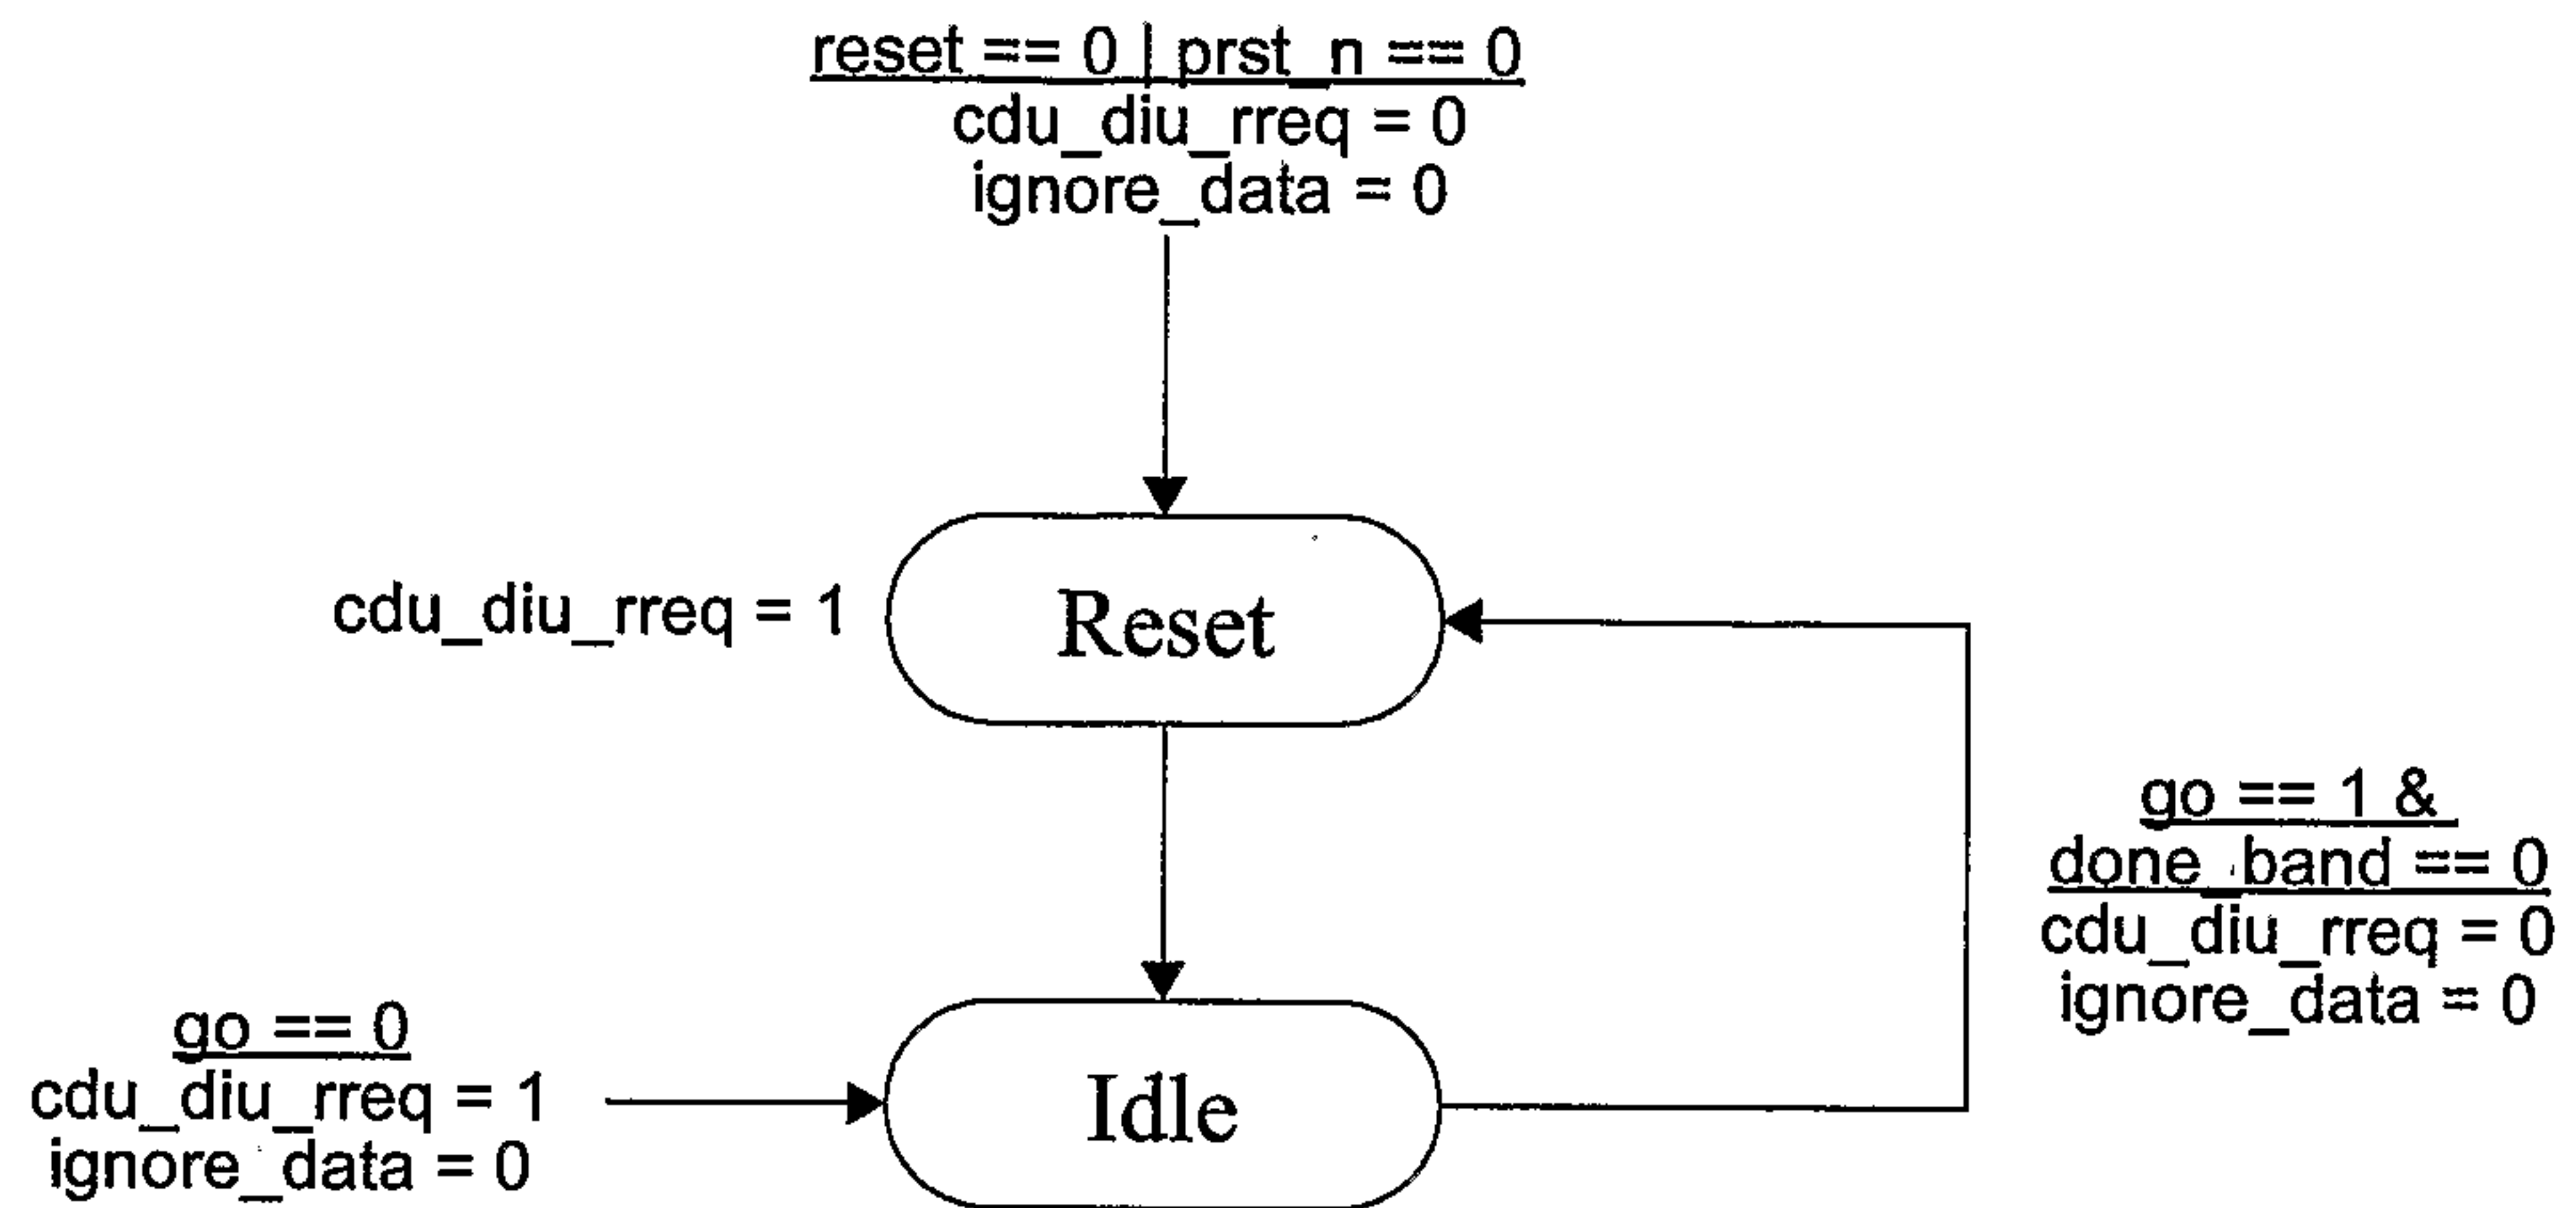 reset == 0 | prst_n == 0
cdu_diu_rreq = 0
ignore_data = 0
cdu_diu_rreq = 1
Reset
go == 1 &
done_band == 0
cdu_diu_rreq = 0
ignore_data = 0
go == 0
cdu_diu_rreq = 1
ignore_data = 0
Idle